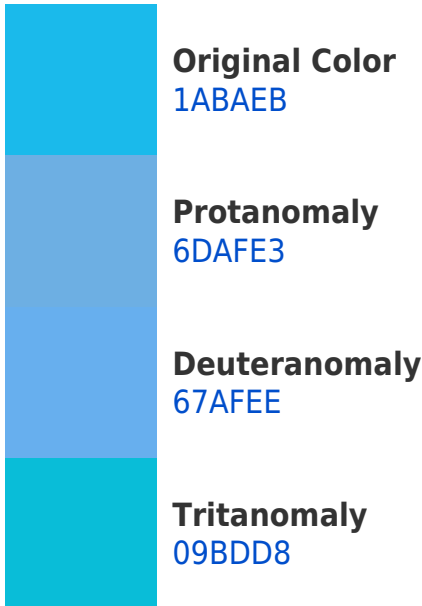 Original Color
1ABAEB
Protanomaly
6DAFE3
Deuteranomaly
67AFEE
Tritanomaly
09BDD8